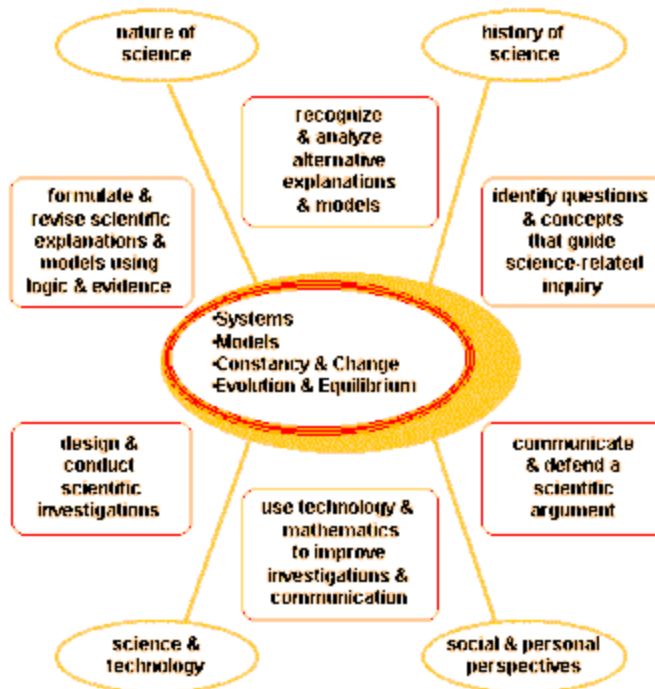 nature of
science
history of
science
recognize
& analyze
alternative
explanations
& models
formulate &
revise scientific
explanations &
models using
logic & evidence
identify questions
& concepts
that guide
science-related
inquiry
•Systems
•Models
•Constancy & Change
•Evolution & Equilibrium
design &
conduct
scientific
investigations
communicate
& defend a
scientific
argument
use technology &
mathematics
to improve
investigations &
communication
science &
technology
social & personal
perspectives